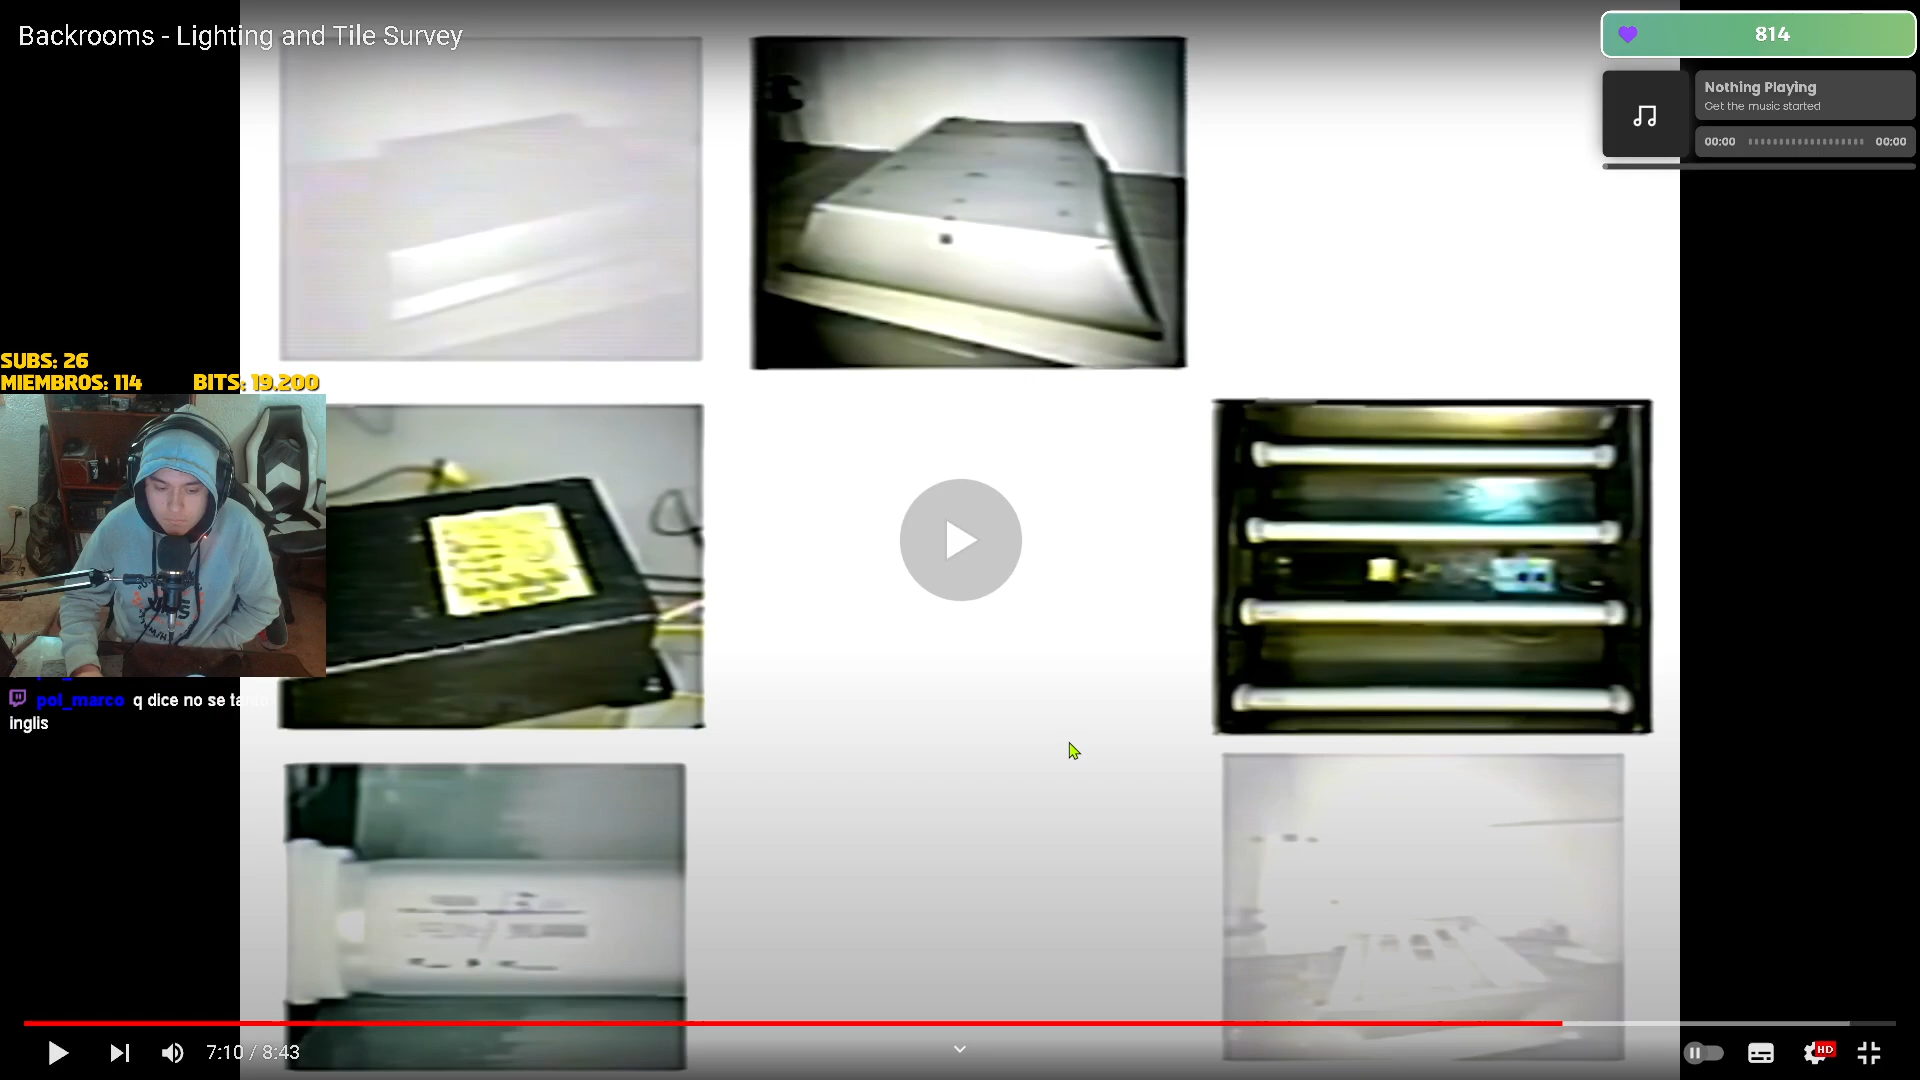 Backrooms - Lighting and Tile Survey
814
Nothing Playing
Get the music started
00:00 00:00
SUBS: 26
MIEMBROS: 114 BITS: 19.200
pol_marco q dice no se tanto
inglis
7:10 / 8:43
HD